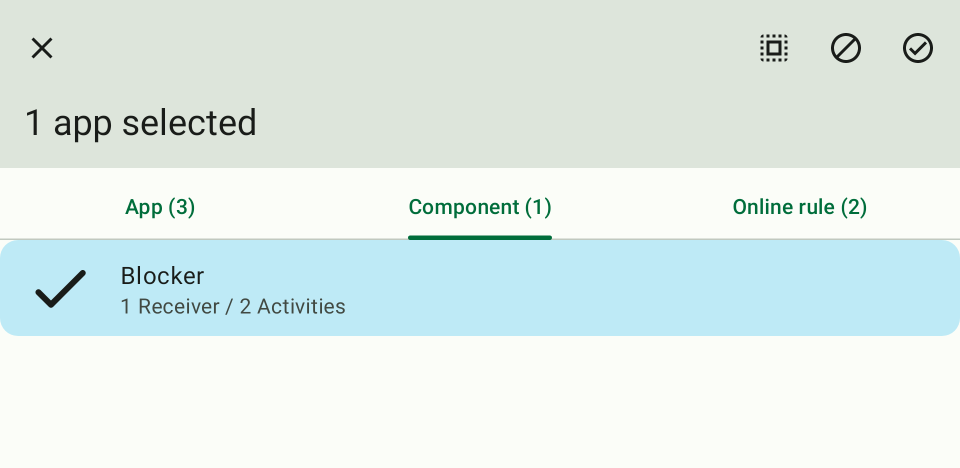 1 app selected
App (3)
Component (1)
Online rule (2)
Blocker
1 Receiver / 2 Activities